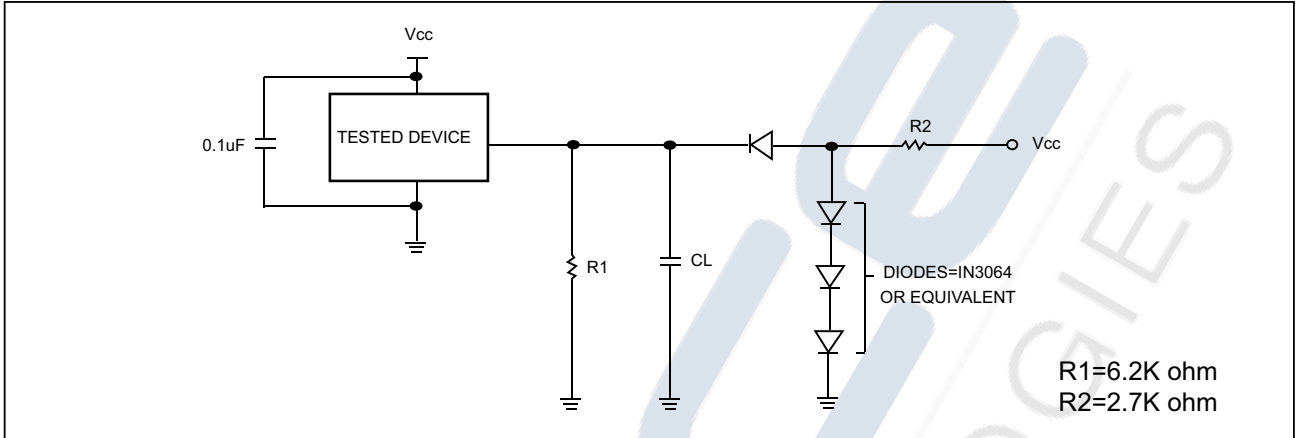 Vcc
0.1uF
TESTED DEVICE
R2
Vcc
R1
CL
DIODES=IN3064
OR EQUIVALENT
R1=6.2K ohm
R2=2.7K ohm
OGIES